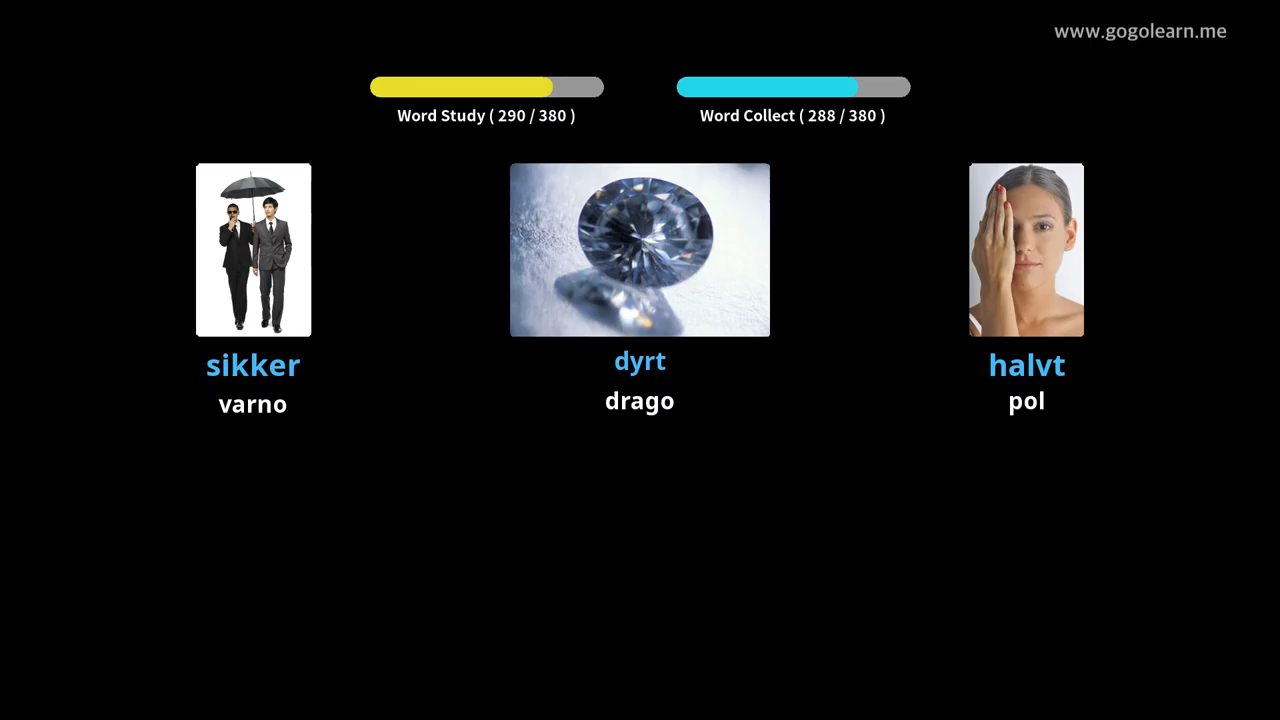 www.gogolearn.me
Word Study ( 290 / 380 )
Word Collect ( 288 / 380 )
sikker
varno
dyrt
drago
halvt
pol